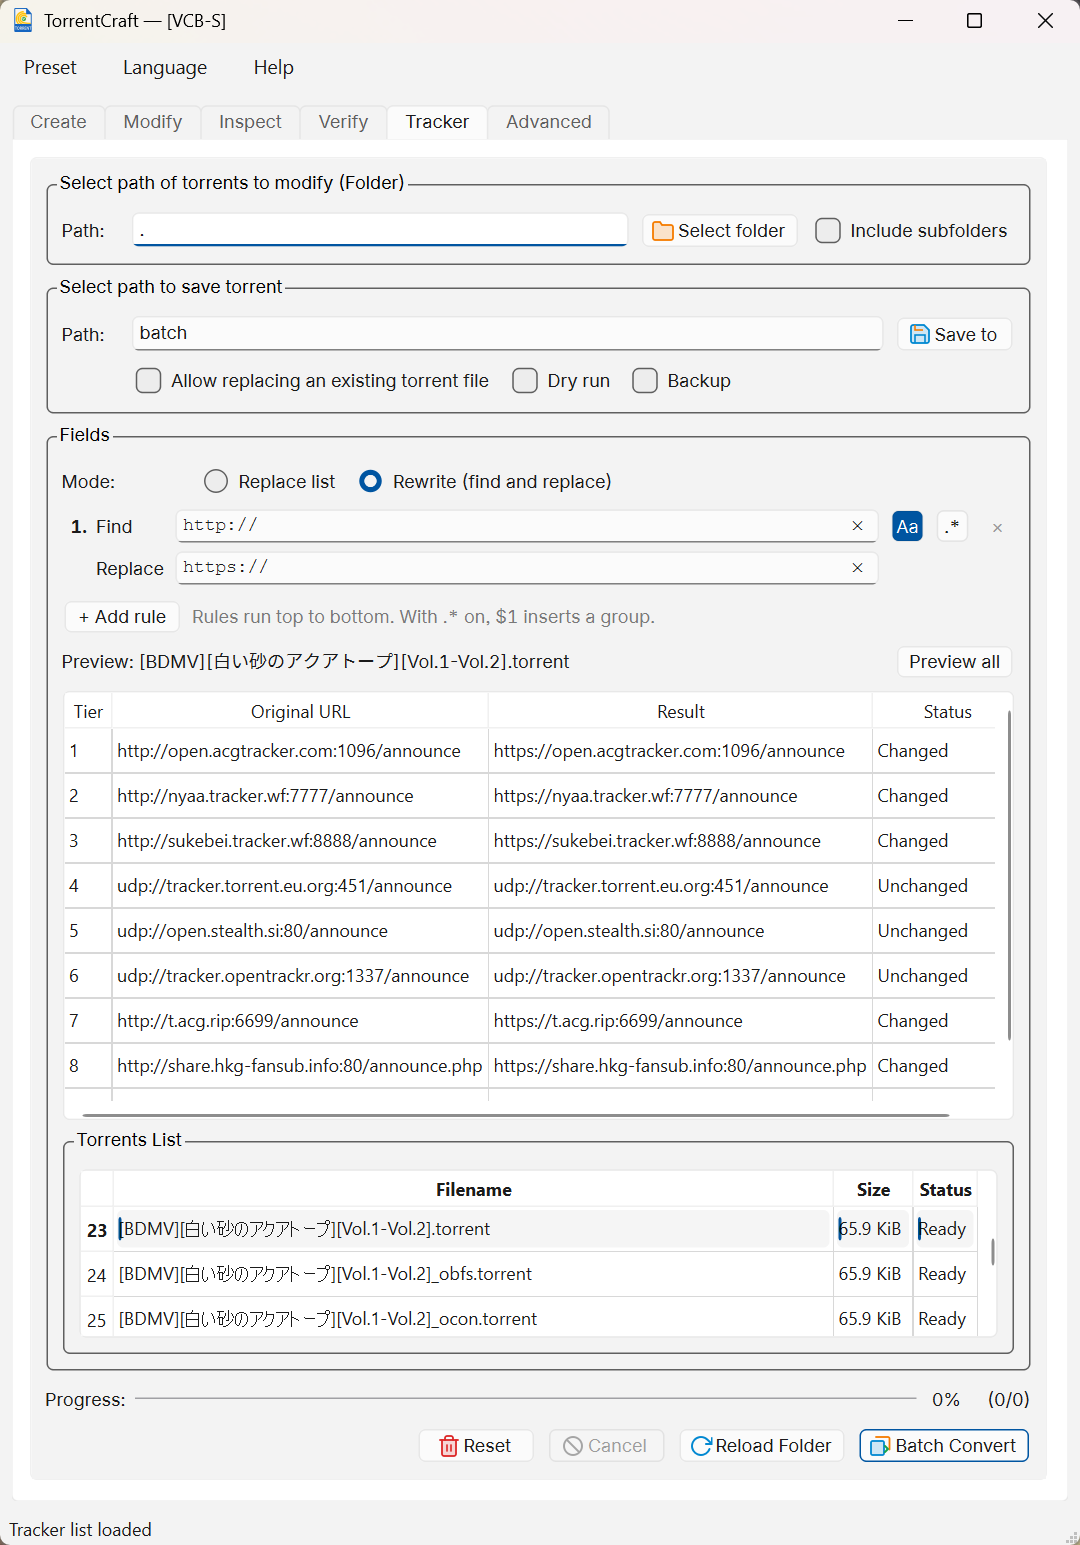 TorrentCraft — [VCB-S]
Preset Language Help
Create Modify Inspect Verify Tracker Advanced
Select path of torrents to modify (Folder)
Path: . Select folder Include subfolders
Select path to save torrent
Path: batch Save to
Allow replacing an existing torrent file Dry run Backup
Fields
Mode: Replace list Rewrite (find and replace)
1. Find http:// × Aa .* ×
Replace https:// ×
+ Add rule Rules run top to bottom. With .* on, $1 inserts a group.
Preview: [BDMV][白い砂のアクアトープ][Vol.1-Vol.2].torrent Preview all
Tier Original URL Result Status
1 http://open.acgtracker.com:1096/announce https://open.acgtracker.com:1096/announce Changed
2 http://nyaa.tracker.wf:7777/announce https://nyaa.tracker.wf:7777/announce Changed
3 http://sukebei.tracker.wf:8888/announce https://sukebei.tracker.wf:8888/announce Changed
4 udp://tracker.torrent.eu.org:451/announce udp://tracker.torrent.eu.org:451/announce Unchanged
5 udp://open.stealth.si:80/announce udp://open.stealth.si:80/announce Unchanged
6 udp://tracker.opentrackr.org:1337/announce udp://tracker.opentrackr.org:1337/announce Unchanged
7 http://t.acg.rip:6699/announce https://t.acg.rip:6699/announce Changed
8 http://share.hkg-fansub.info:80/announce.php https://share.hkg-fansub.info:80/announce.php Changed
Torrents List
Filename Size Status
23 [BDMV][白い砂のアクアトープ][Vol.1-Vol.2].torrent 65.9 KiB Ready
24 [BDMV][白い砂のアクアトープ][Vol.1-Vol.2]_obfs.torrent 65.9 KiB Ready
25 [BDMV][白い砂のアクアトープ][Vol.1-Vol.2]_ocon.torrent 65.9 KiB Ready
Progress: 0% (0/0)
Reset Cancel Reload Folder Batch Convert
Tracker list loaded